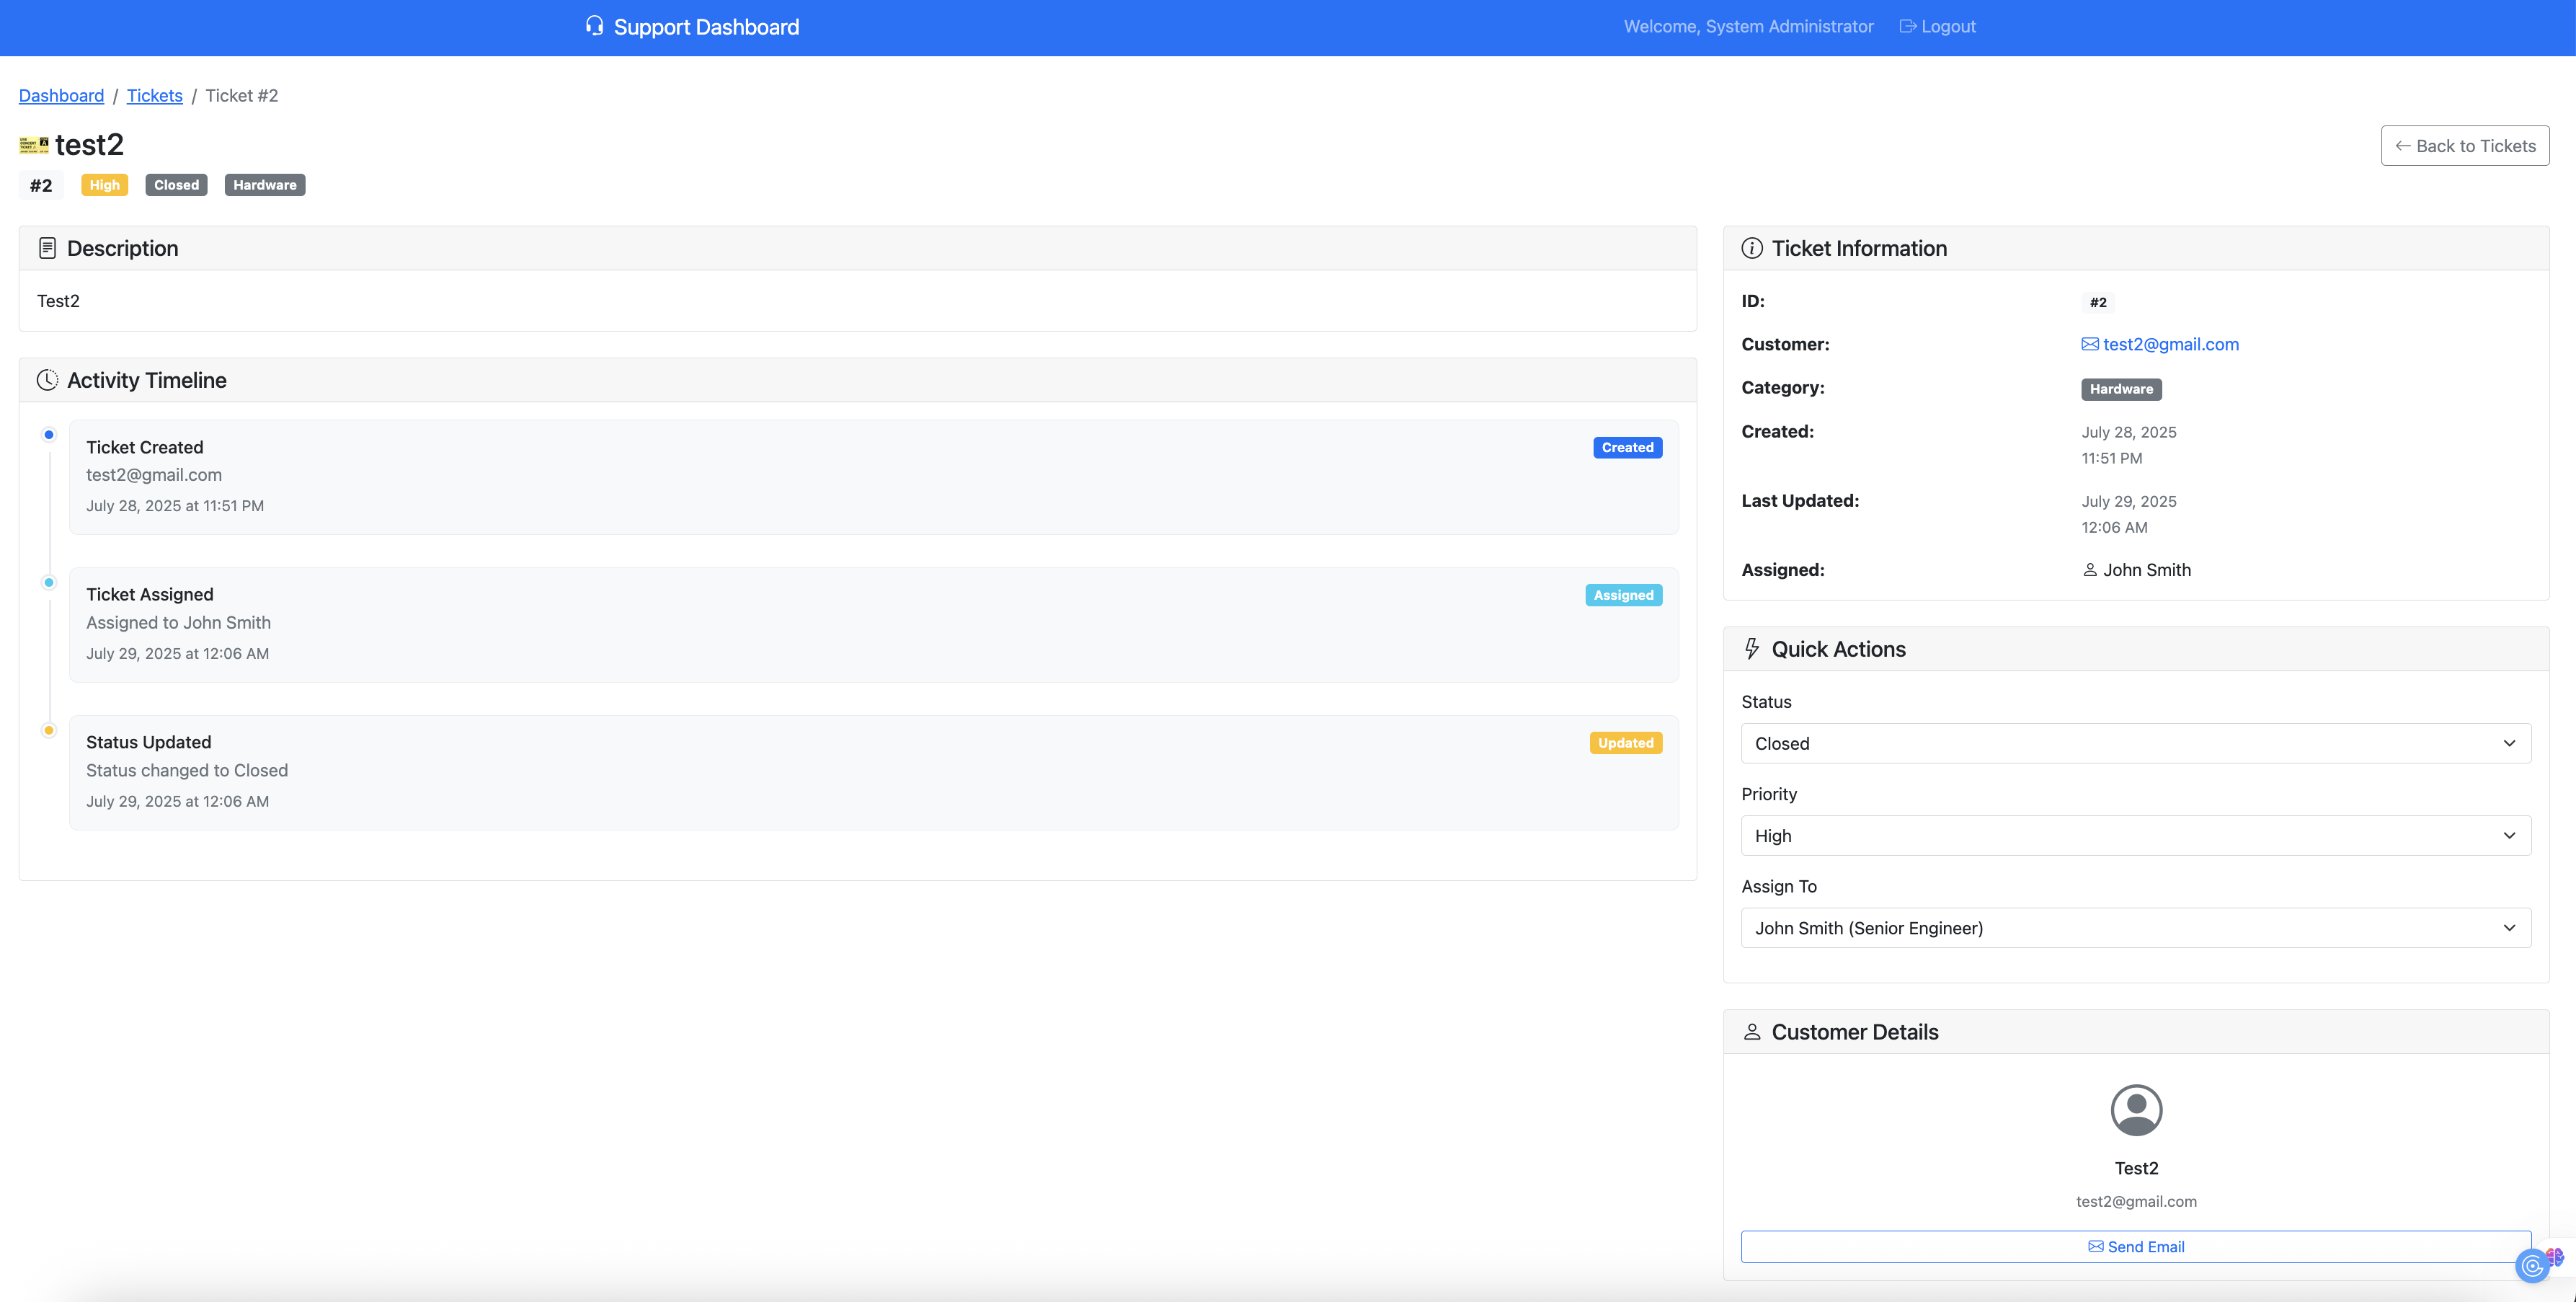 Support Dashboard
Welcome, System Administrator
Logout
Dashboard / Tickets / Ticket #2
test2
Back to Tickets
#2 High Closed Hardware
Description
Test2
Activity Timeline
Ticket Created
Created
test2@gmail.com
July 28, 2025 at 11:51 PM
Ticket Assigned
Assigned
Assigned to John Smith
July 29, 2025 at 12:06 AM
Status Updated
Updated
Status changed to Closed
July 29, 2025 at 12:06 AM
Ticket Information
ID: #2
Customer: test2@gmail.com
Category: Hardware
Created: July 28, 2025
11:51 PM
Last Updated: July 29, 2025
12:06 AM
Assigned: John Smith
Quick Actions
Status
Closed
Priority
High
Assign To
John Smith (Senior Engineer)
Customer Details
Test2
test2@gmail.com
Send Email